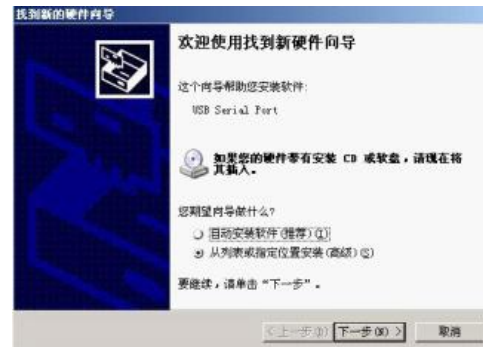 找到新的硬件向导
欢迎使用找到新硬件向导
这个向导帮助您安装软件:
USB Serial Port
如果您的硬件带有安装 CD 或软盘，请现在将
其插入。
您期望向导做什么?
自动安装软件(推荐)(I)
从列表或指定位置安装(高级)(S)
要继续，请单击“下一步”。
<上一步(B) 下一步(N) > 取消